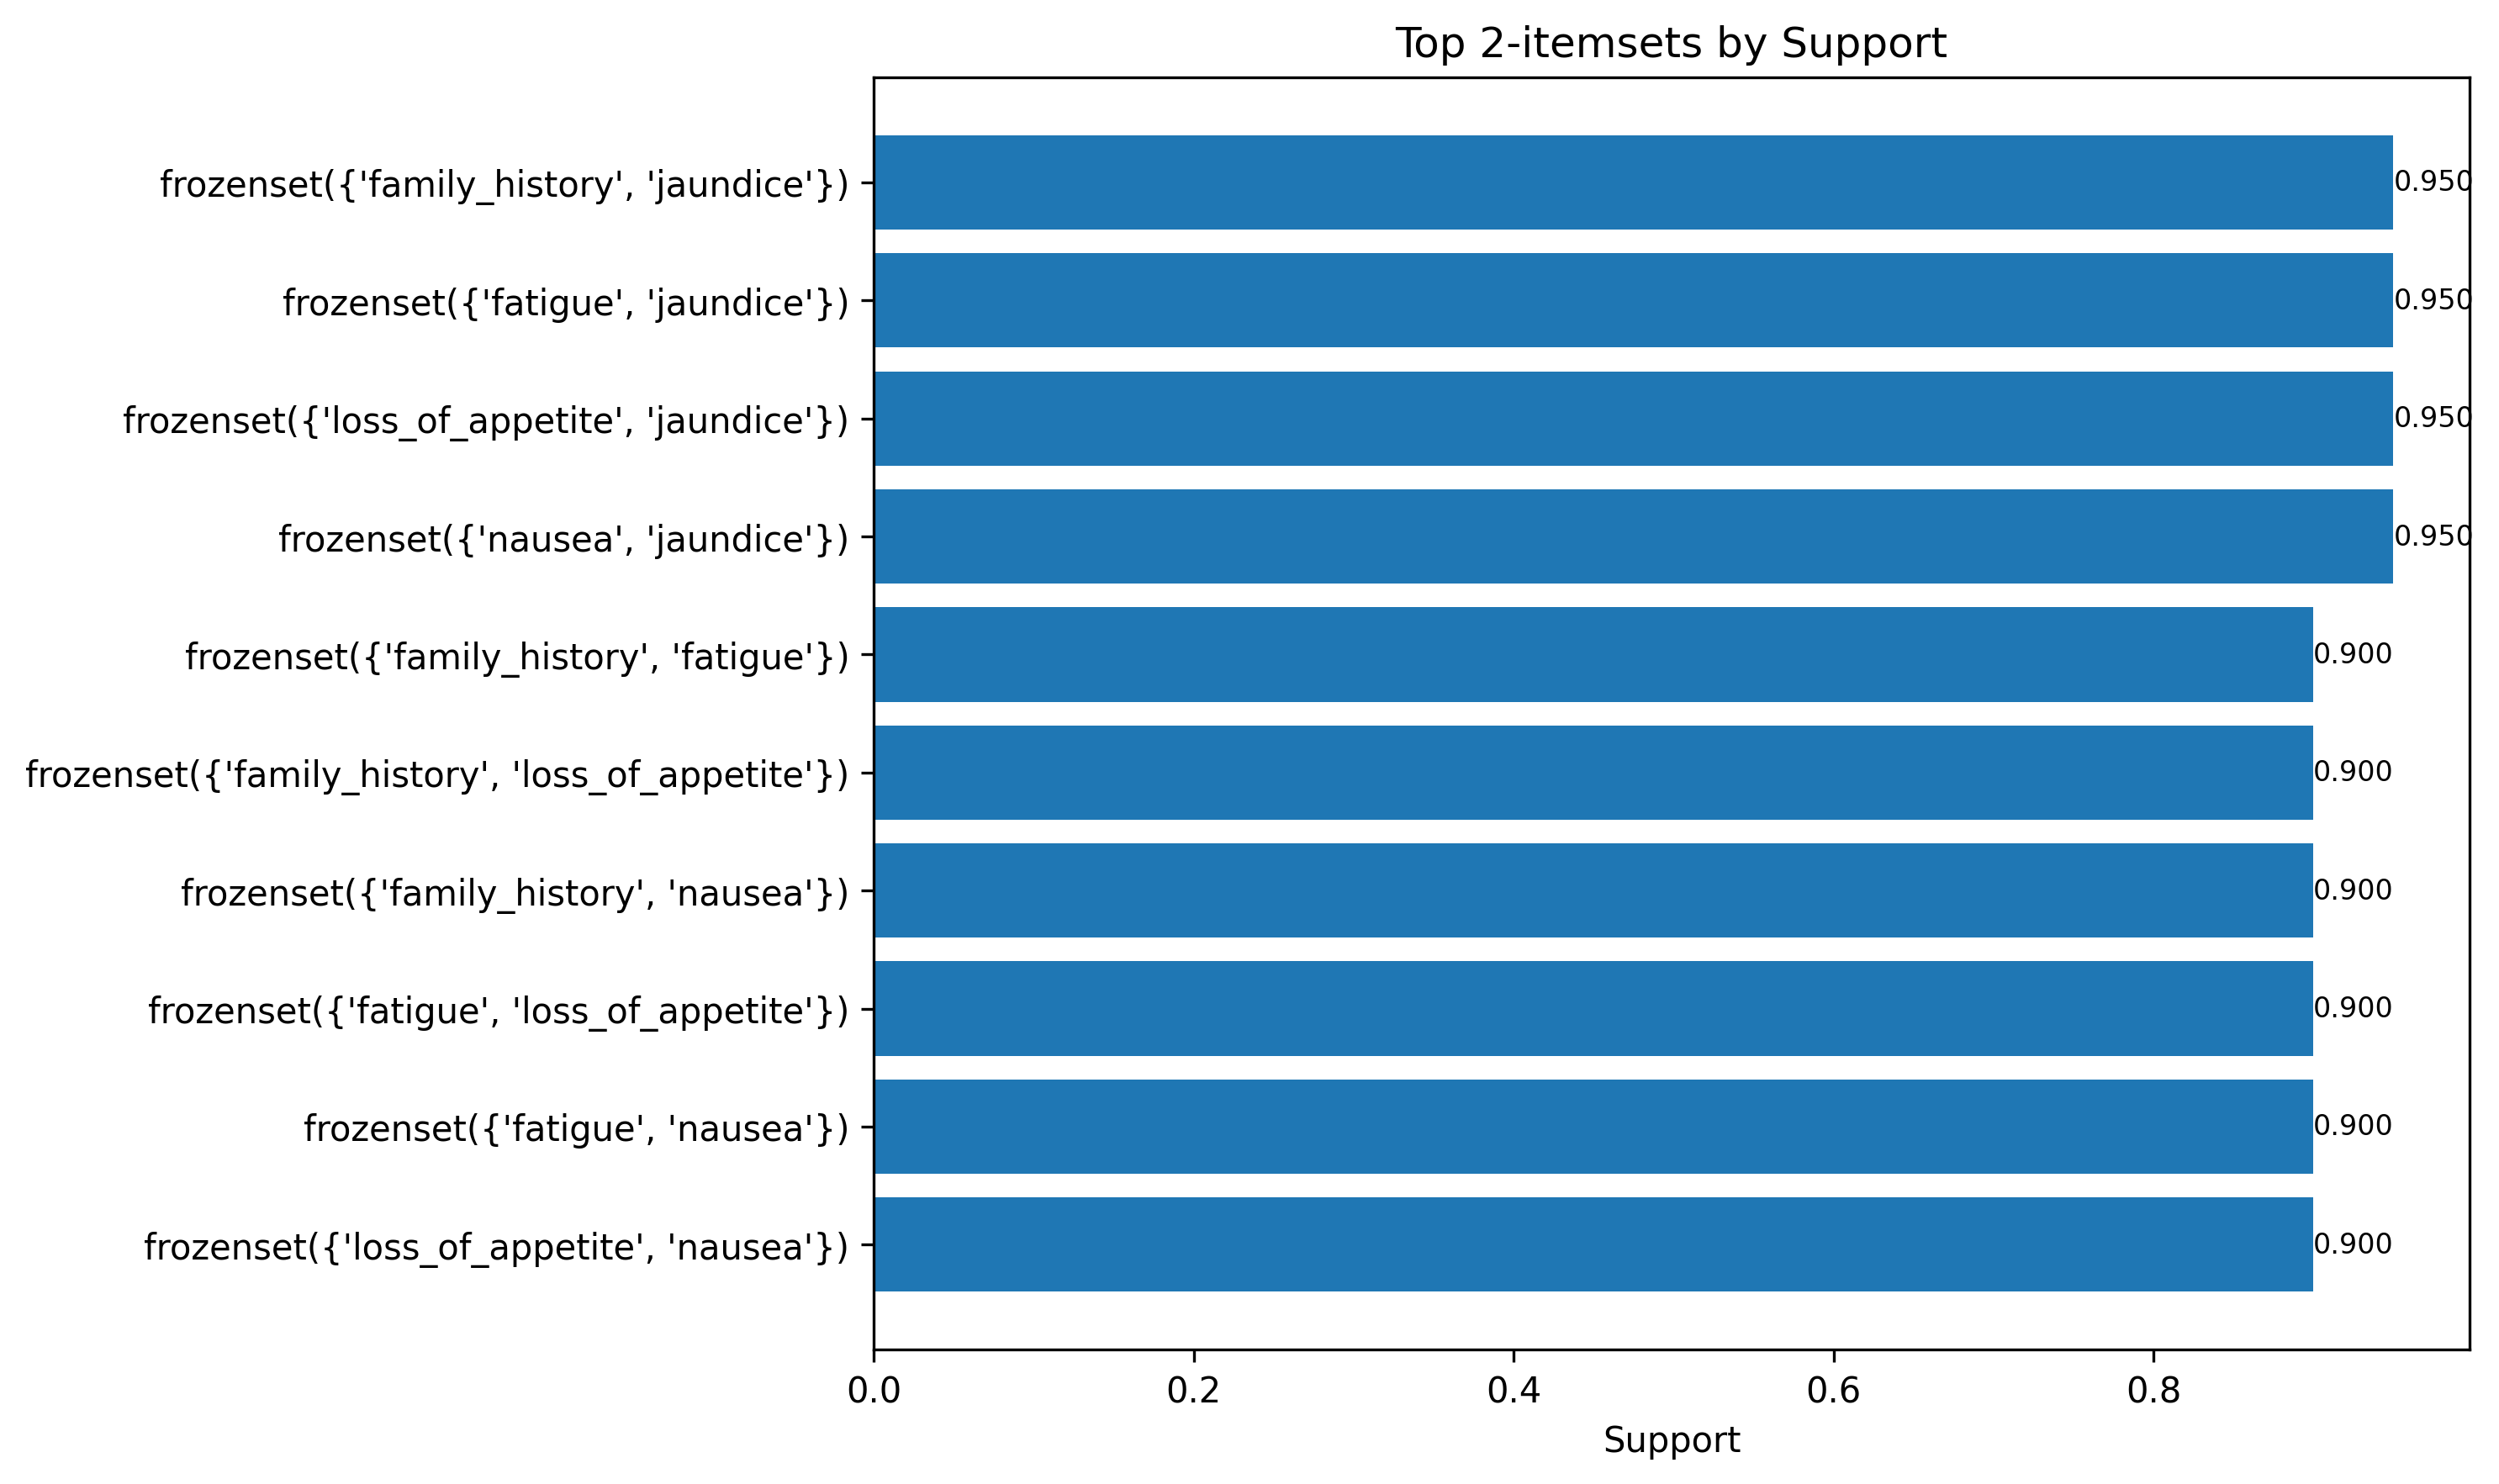 Top 2-itemsets by Support
frozenset({'family_history', 'jaundice'}) 0.950
frozenset({'fatigue', 'jaundice'}) 0.950
frozenset({'loss_of_appetite', 'jaundice'}) 0.950
frozenset({'nausea', 'jaundice'}) 0.950
frozenset({'family_history', 'fatigue'}) 0.900
frozenset({'family_history', 'loss_of_appetite'}) 0.900
frozenset({'family_history', 'nausea'}) 0.900
frozenset({'fatigue', 'loss_of_appetite'}) 0.900
frozenset({'fatigue', 'nausea'}) 0.900
frozenset({'loss_of_appetite', 'nausea'}) 0.900
0.0 0.2 0.4 0.6 0.8
Support